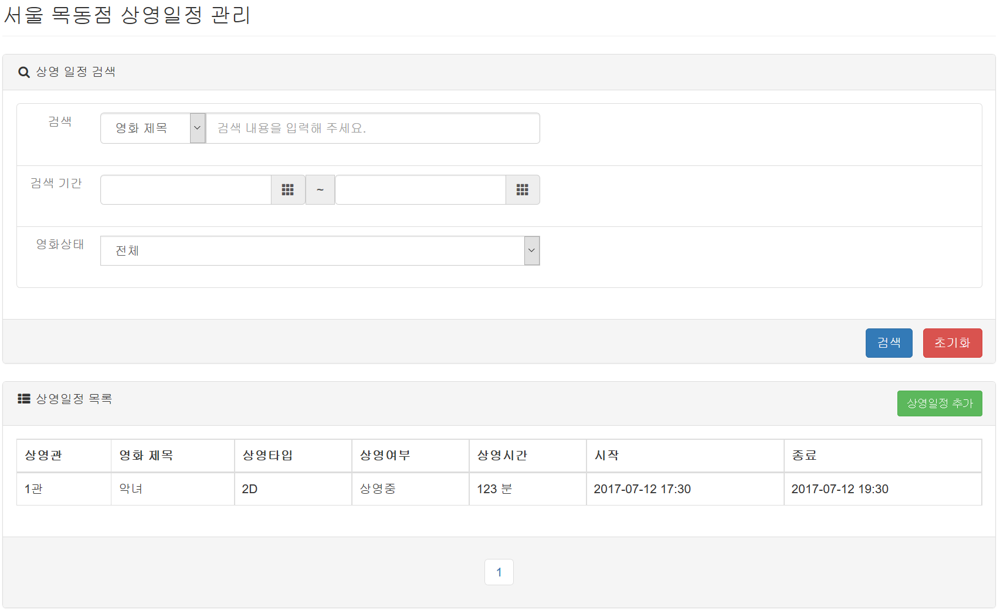 서울 목동점 상영일정 관리
상영 일정 검색
검색 영화 제목 검색 내용을 입력해 주세요.
검색 기간 ~
영화상태 전체
검색 초기화
상영일정 목록 상영일정 추가
상영관 영화 제목 상영타입 상영여부 상영시간 시작 종료
1관 악녀 2D 상영중 123 분 2017-07-12 17:30 2017-07-12 19:30
1